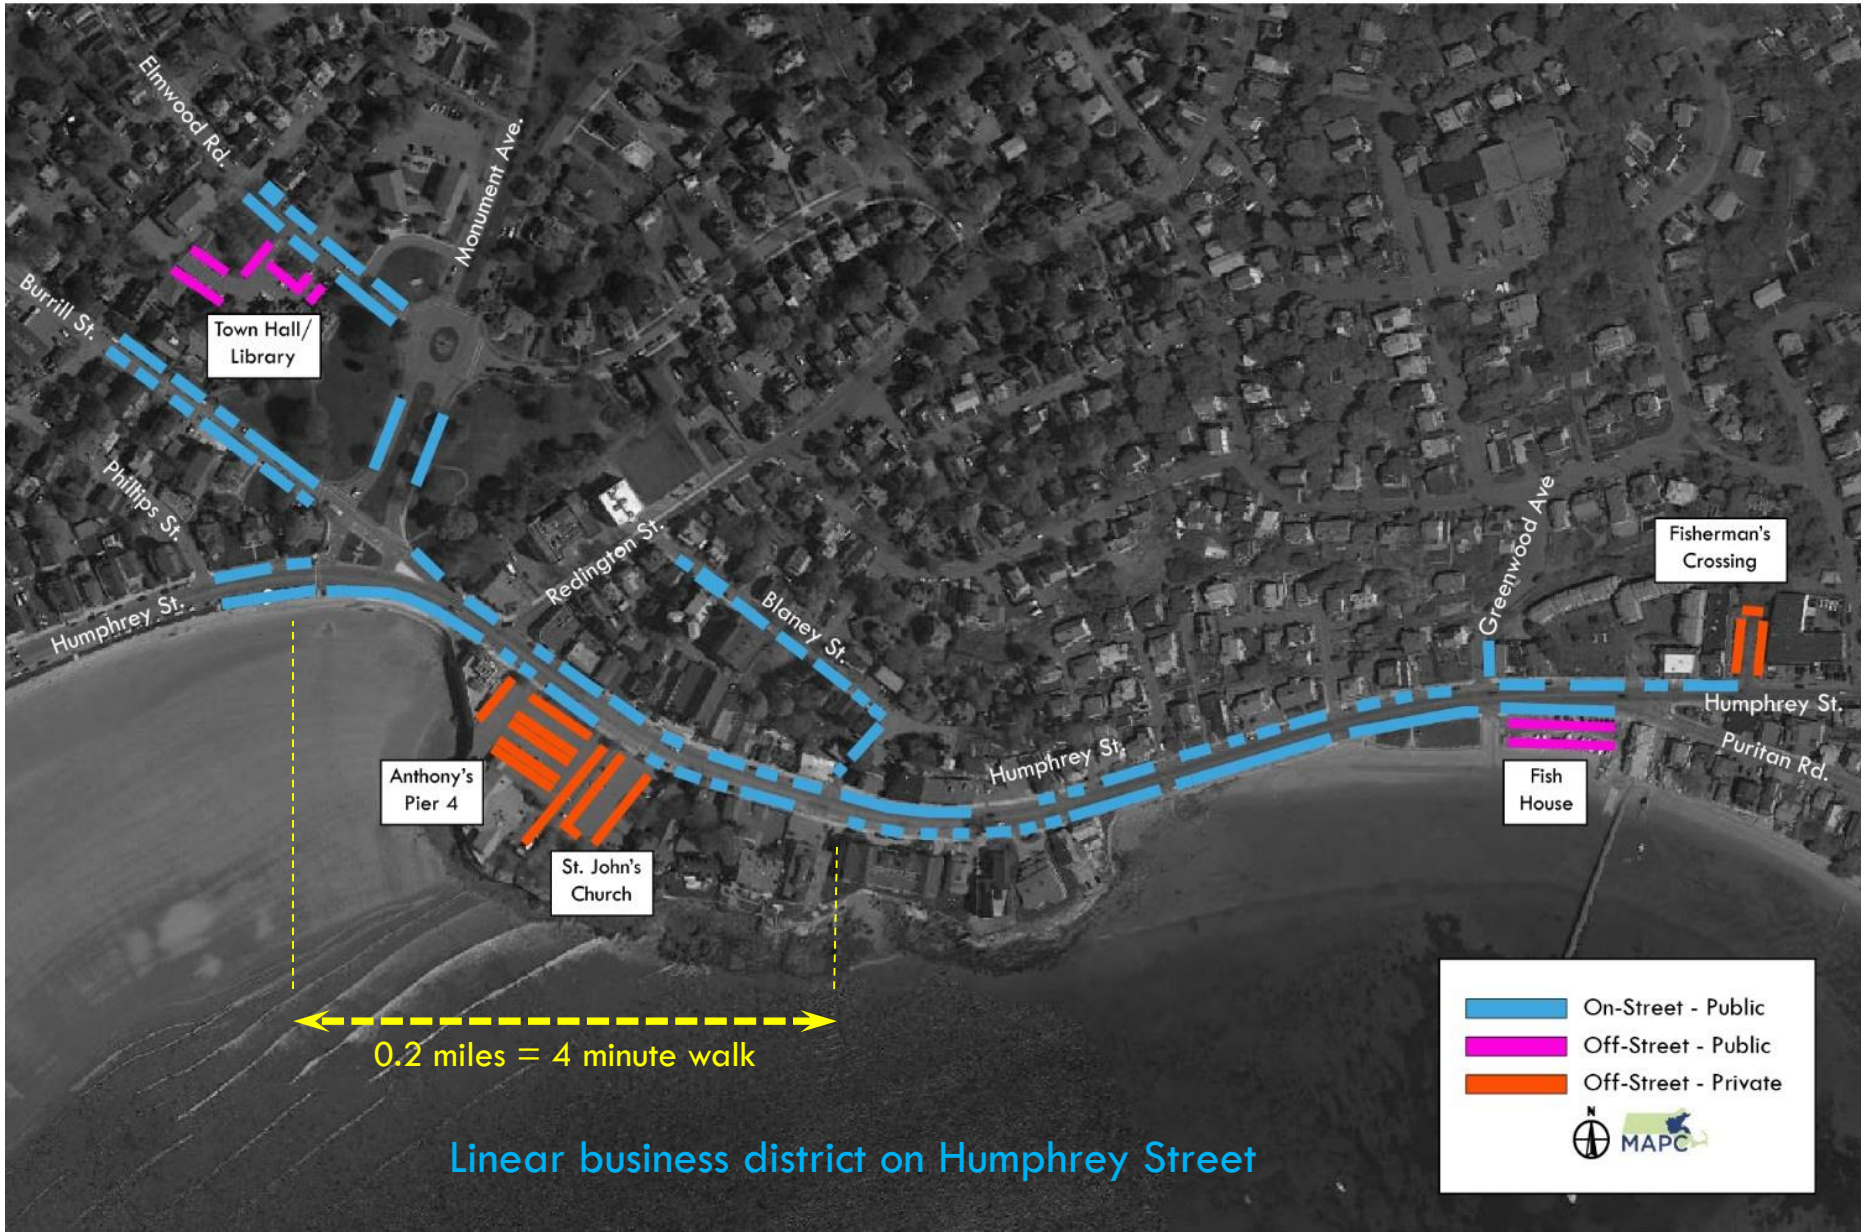 Elmwood Rd.
Monument Ave.
Burrill St.
Town Hall/
Library
Phillips St.
Humphrey St.
Redington St.
Blaney St.
Greenwood Ave
Fisherman's
Crossing
Humphrey St.
Humphrey St.
Puritan Rd.
Anthony's
Pier 4
Fish
House
St. John's
Church
0.2 miles = 4 minute walk
Linear business district on Humphrey Street
On-Street - Public
Off-Street - Public
Off-Street - Private
N
MAPC